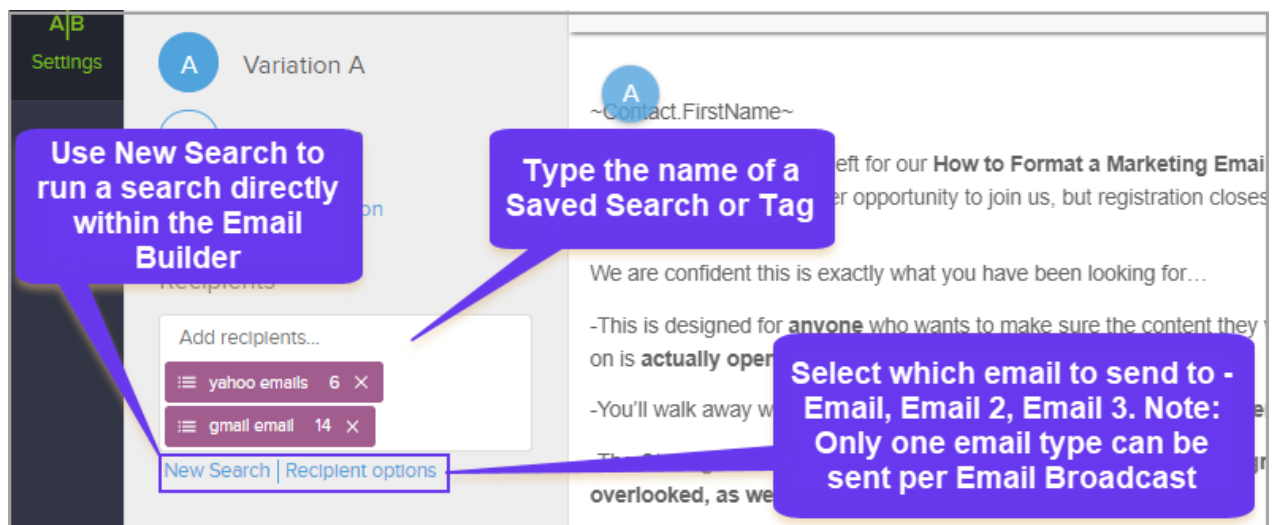 A|B
Settings
A
Variation A
A
~Contact.FirstName~
Use New Search to
run a search directly
within the Email
Builder
Type the name of a
Saved Search or Tag
eft for our How to Format a Marketing Emai
er opportunity to join us, but registration closes
on
We are confident this is exactly what you have been looking for…
Recipients
Add recipients...
-This is designed for anyone who wants to make sure the content they
on is actually oper
yahoo emails 6 ×
gmail email 14 ×
Select which email to send to -
Email, Email 2, Email 3. Note:
Only one email type can be
sent per Email Broadcast
-You'll walk away w
New Search | Recipient options
overlooked, as we